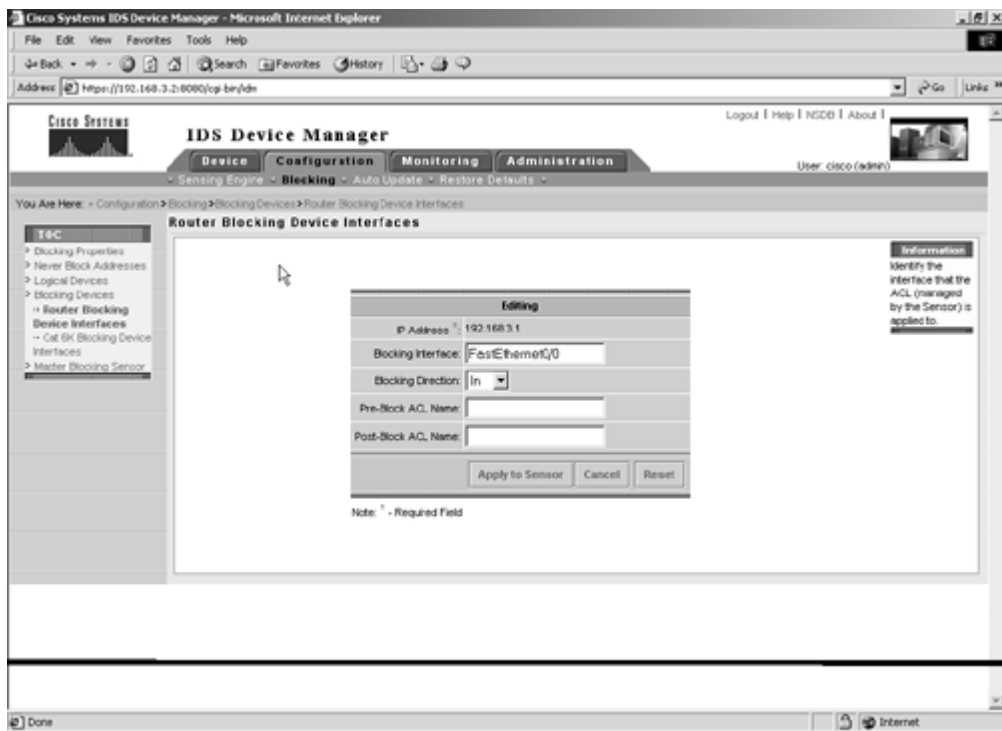 Cisco Systems IDS Device Manager - Microsoft Internet Explorer
File Edit View Favorites Tools Help
Back Search Favorites History
Address https://192.168.3.2:8080/cgi-bin/idm Go Links »
Cisco Systems
IDS Device Manager
Logout | Help | NSDB | About |
Device Configuration Monitoring Administration
User: cisco (admin)
Sensing Engine Blocking Auto Update Restore Defaults
You Are Here: Configuration > Blocking > Blocking Devices > Router Blocking Device Interfaces
TOC
Blocking Properties
Never Block Addresses
Logical Devices
Blocking Devices
Router Blocking
Device Interfaces
Cat 6K Blocking Device
Interfaces
Master Blocking Sensor
Router Blocking Device Interfaces
Editing
IP Address *: 192.168.3.1
Blocking Interface: FastEthernet0/0
Blocking Direction: In
Pre-Block ACL Name:
Post-Block ACL Name:
Apply to Sensor Cancel Reset
Note: * - Required Field
Information
Identify the
interface that the
ACL (managed
by the Sensor) is
applied to.
Done
Internet